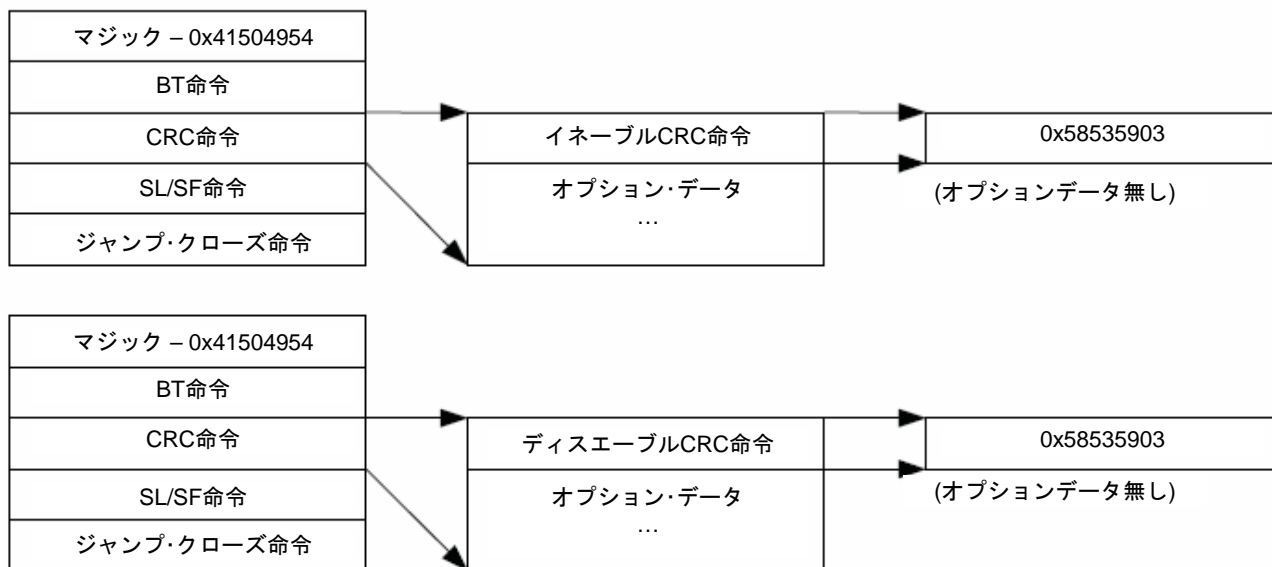 マジック – 0x41504954
BT命令
CRC命令
SL/SF命令
ジャンプ･クローズ命令
イネーブルCRC命令
オプション･データ
…
0x58535903
(オプションデータ無し)
マジック – 0x41504954
BT命令
CRC命令
SL/SF命令
ジャンプ･クローズ命令
ディスエーブルCRC命令
オプション･データ
…
0x58535903
(オプションデータ無し)